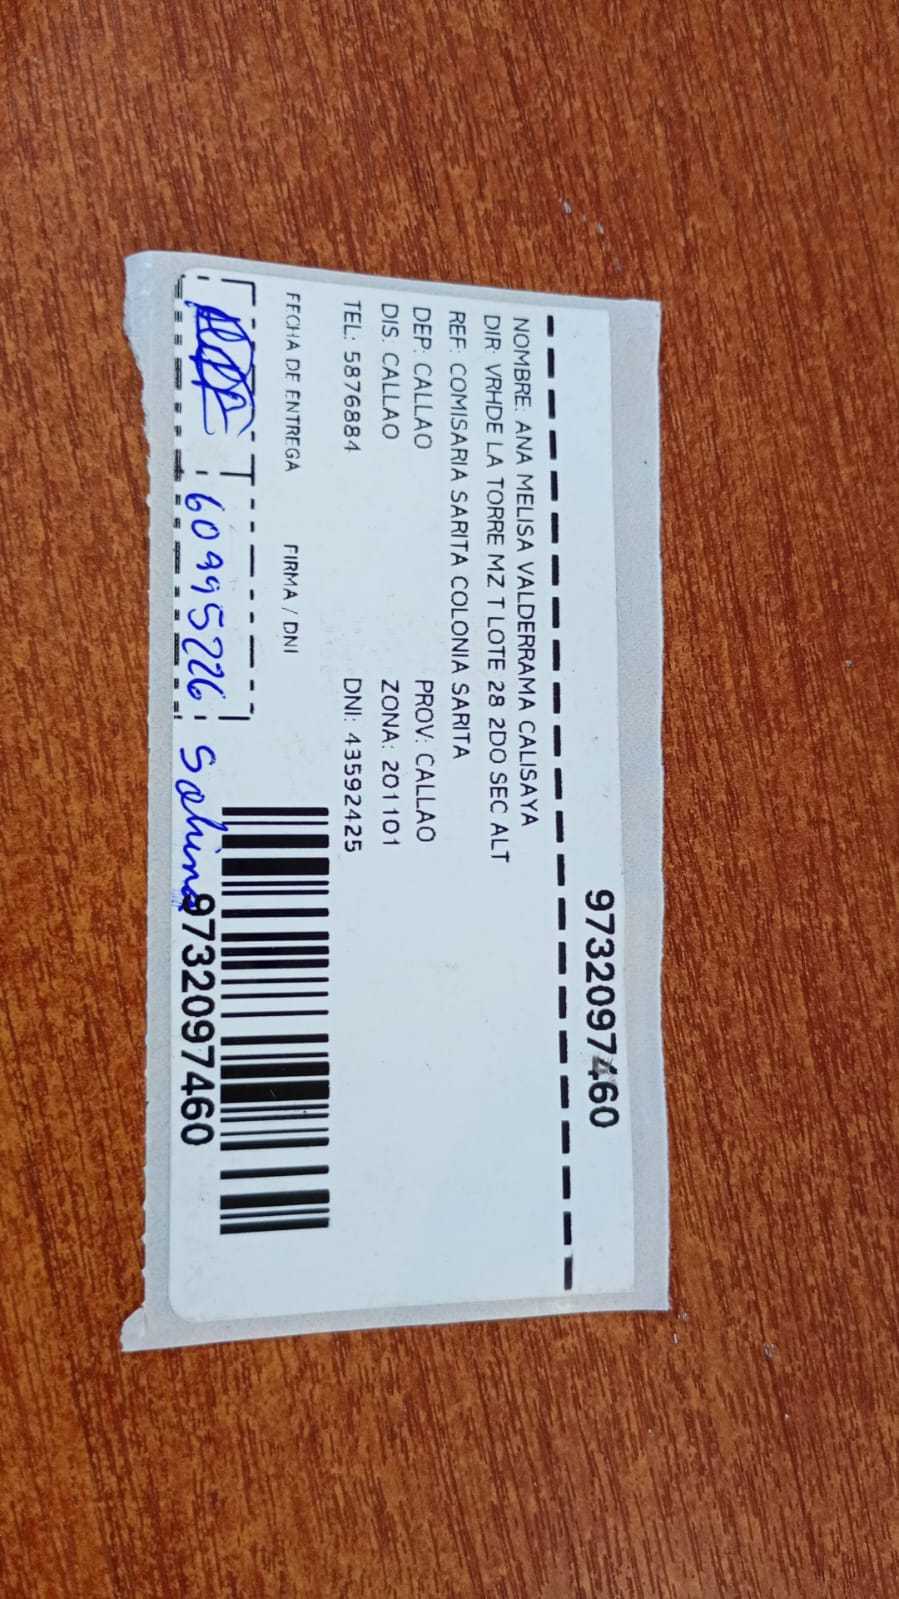 9732097460
NOMBRE: ANA MELISA VALDERRAMA CALISAYA
DIR: VRHDE LA TORRE MZ T LOTE 28 2DO SEC ALT
REF: COMISARIA SARITA COLONIA SARITA
DEP: CALLAO PROV: CALLAO
DIS. CALLAO ZONA: 201101
TEL: 5876884 DNI: 43592425
FECHA DE ENTREGA FIRMA / DNI
60995226 Sahina
9732097460